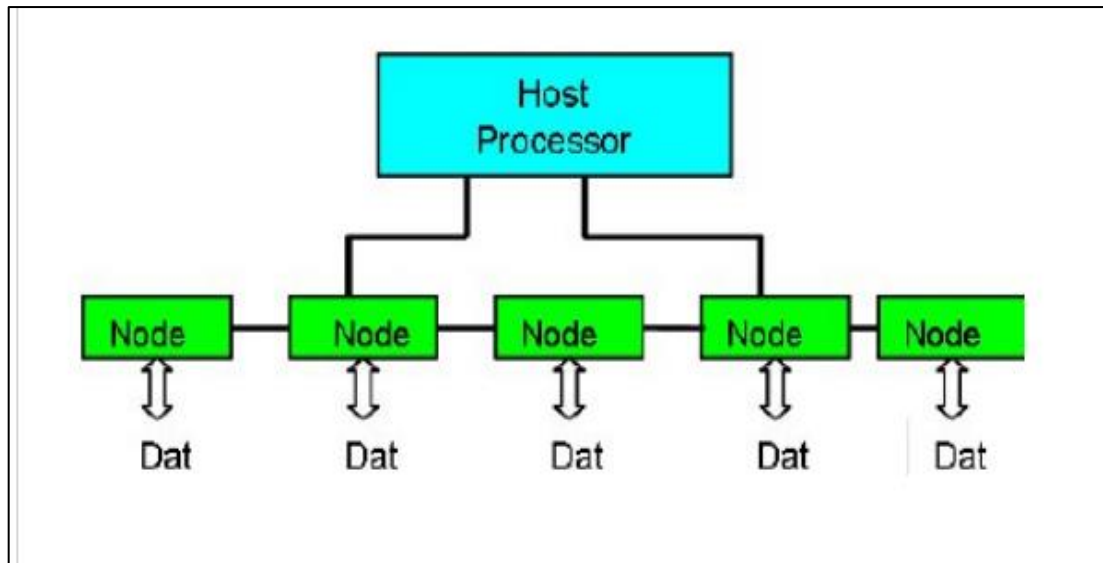 Host
Processor
Node Node Node Node Node
Dat Dat Dat Dat Dat